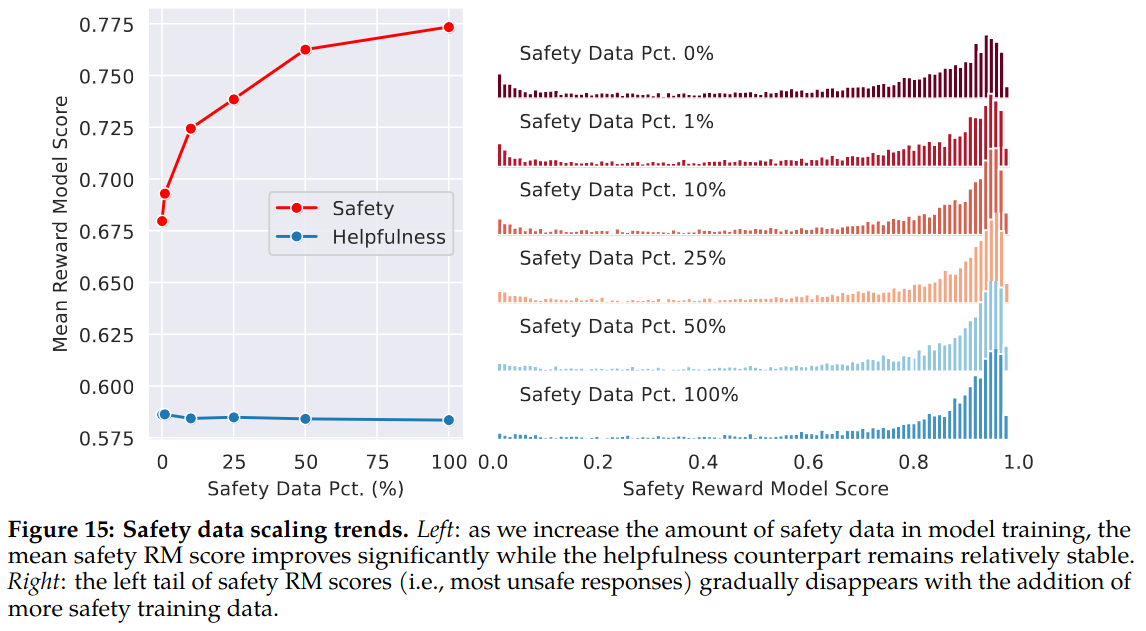 0.775
0.750
0.725
0.700
0.675
0.650
0.625
0.600
0.575
Mean Reward Model Score
Safety
Helpfulness
0 25 50 75 100
Safety Data Pct. (%)
Safety Data Pct. 0%
Safety Data Pct. 1%
Safety Data Pct. 10%
Safety Data Pct. 25%
Safety Data Pct. 50%
Safety Data Pct. 100%
0.0 0.2 0.4 0.6 0.8 1.0
Safety Reward Model Score
Figure 15: Safety data scaling trends. Left: as we increase the amount of safety data in model training, the
mean safety RM score improves significantly while the helpfulness counterpart remains relatively stable.
Right: the left tail of safety RM scores (i.e., most unsafe responses) gradually disappears with the addition of
more safety training data.